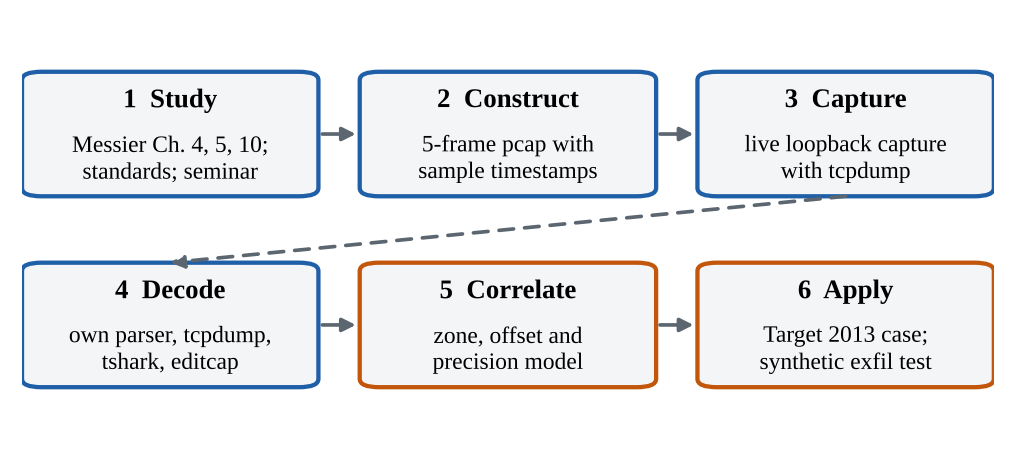 1 Study
Messier Ch. 4, 5, 10;
standards; seminar
2 Construct
5-frame pcap with
sample timestamps
3 Capture
live loopback capture
with tcpdump
4 Decode
own parser, tcpdump,
tshark, editcap
5 Correlate
zone, offset and
precision model
6 Apply
Target 2013 case;
synthetic exfil test